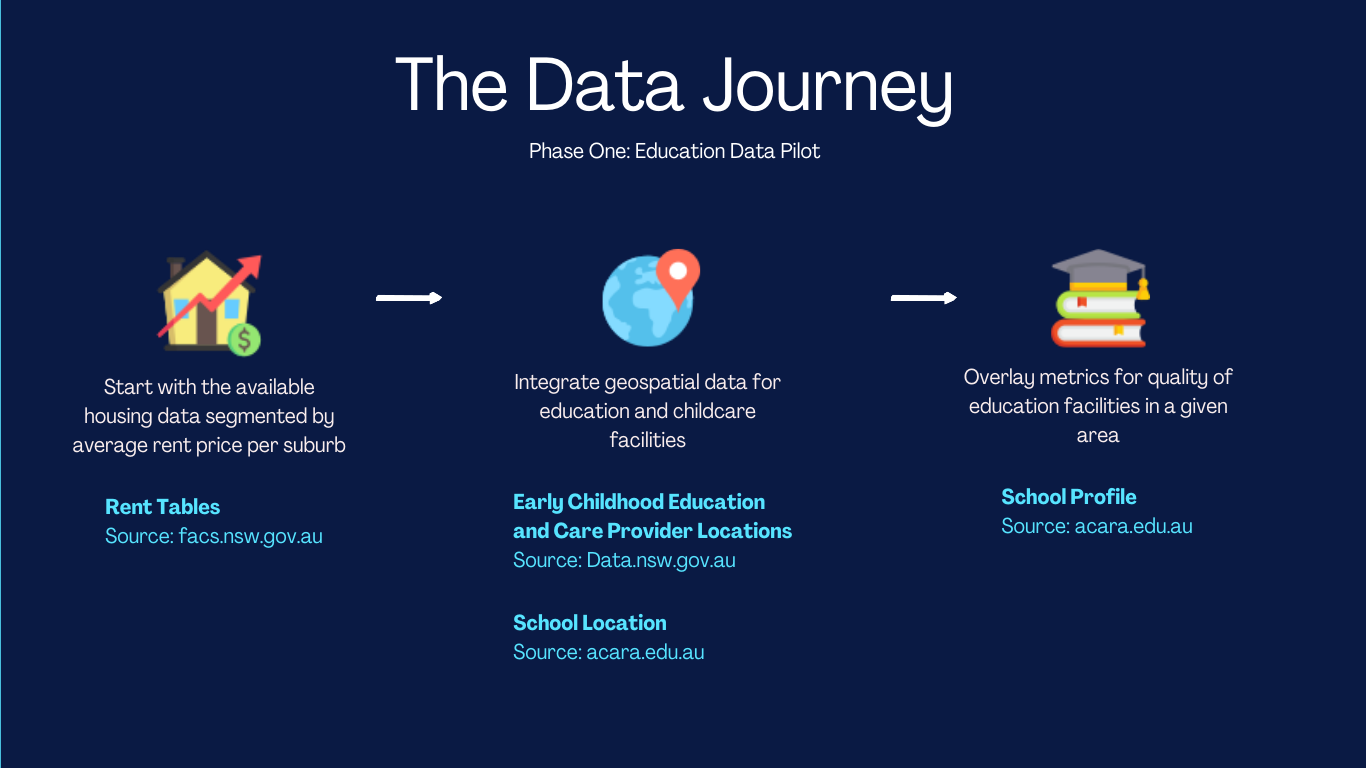 The Data Journey
Phase One: Education Data Pilot
Start with the available
housing data segmented by
average rent price per suburb
Rent Tables
Source: facs.nsw.gov.au
Integrate geospatial data for
education and childcare
facilities
Early Childhood Education
and Care Provider Locations
Source: Data.nsw.gov.au
School Location
Source: acara.edu.au
Overlay metrics for quality of
education facilities in a given
area
School Profile
Source: acara.edu.au